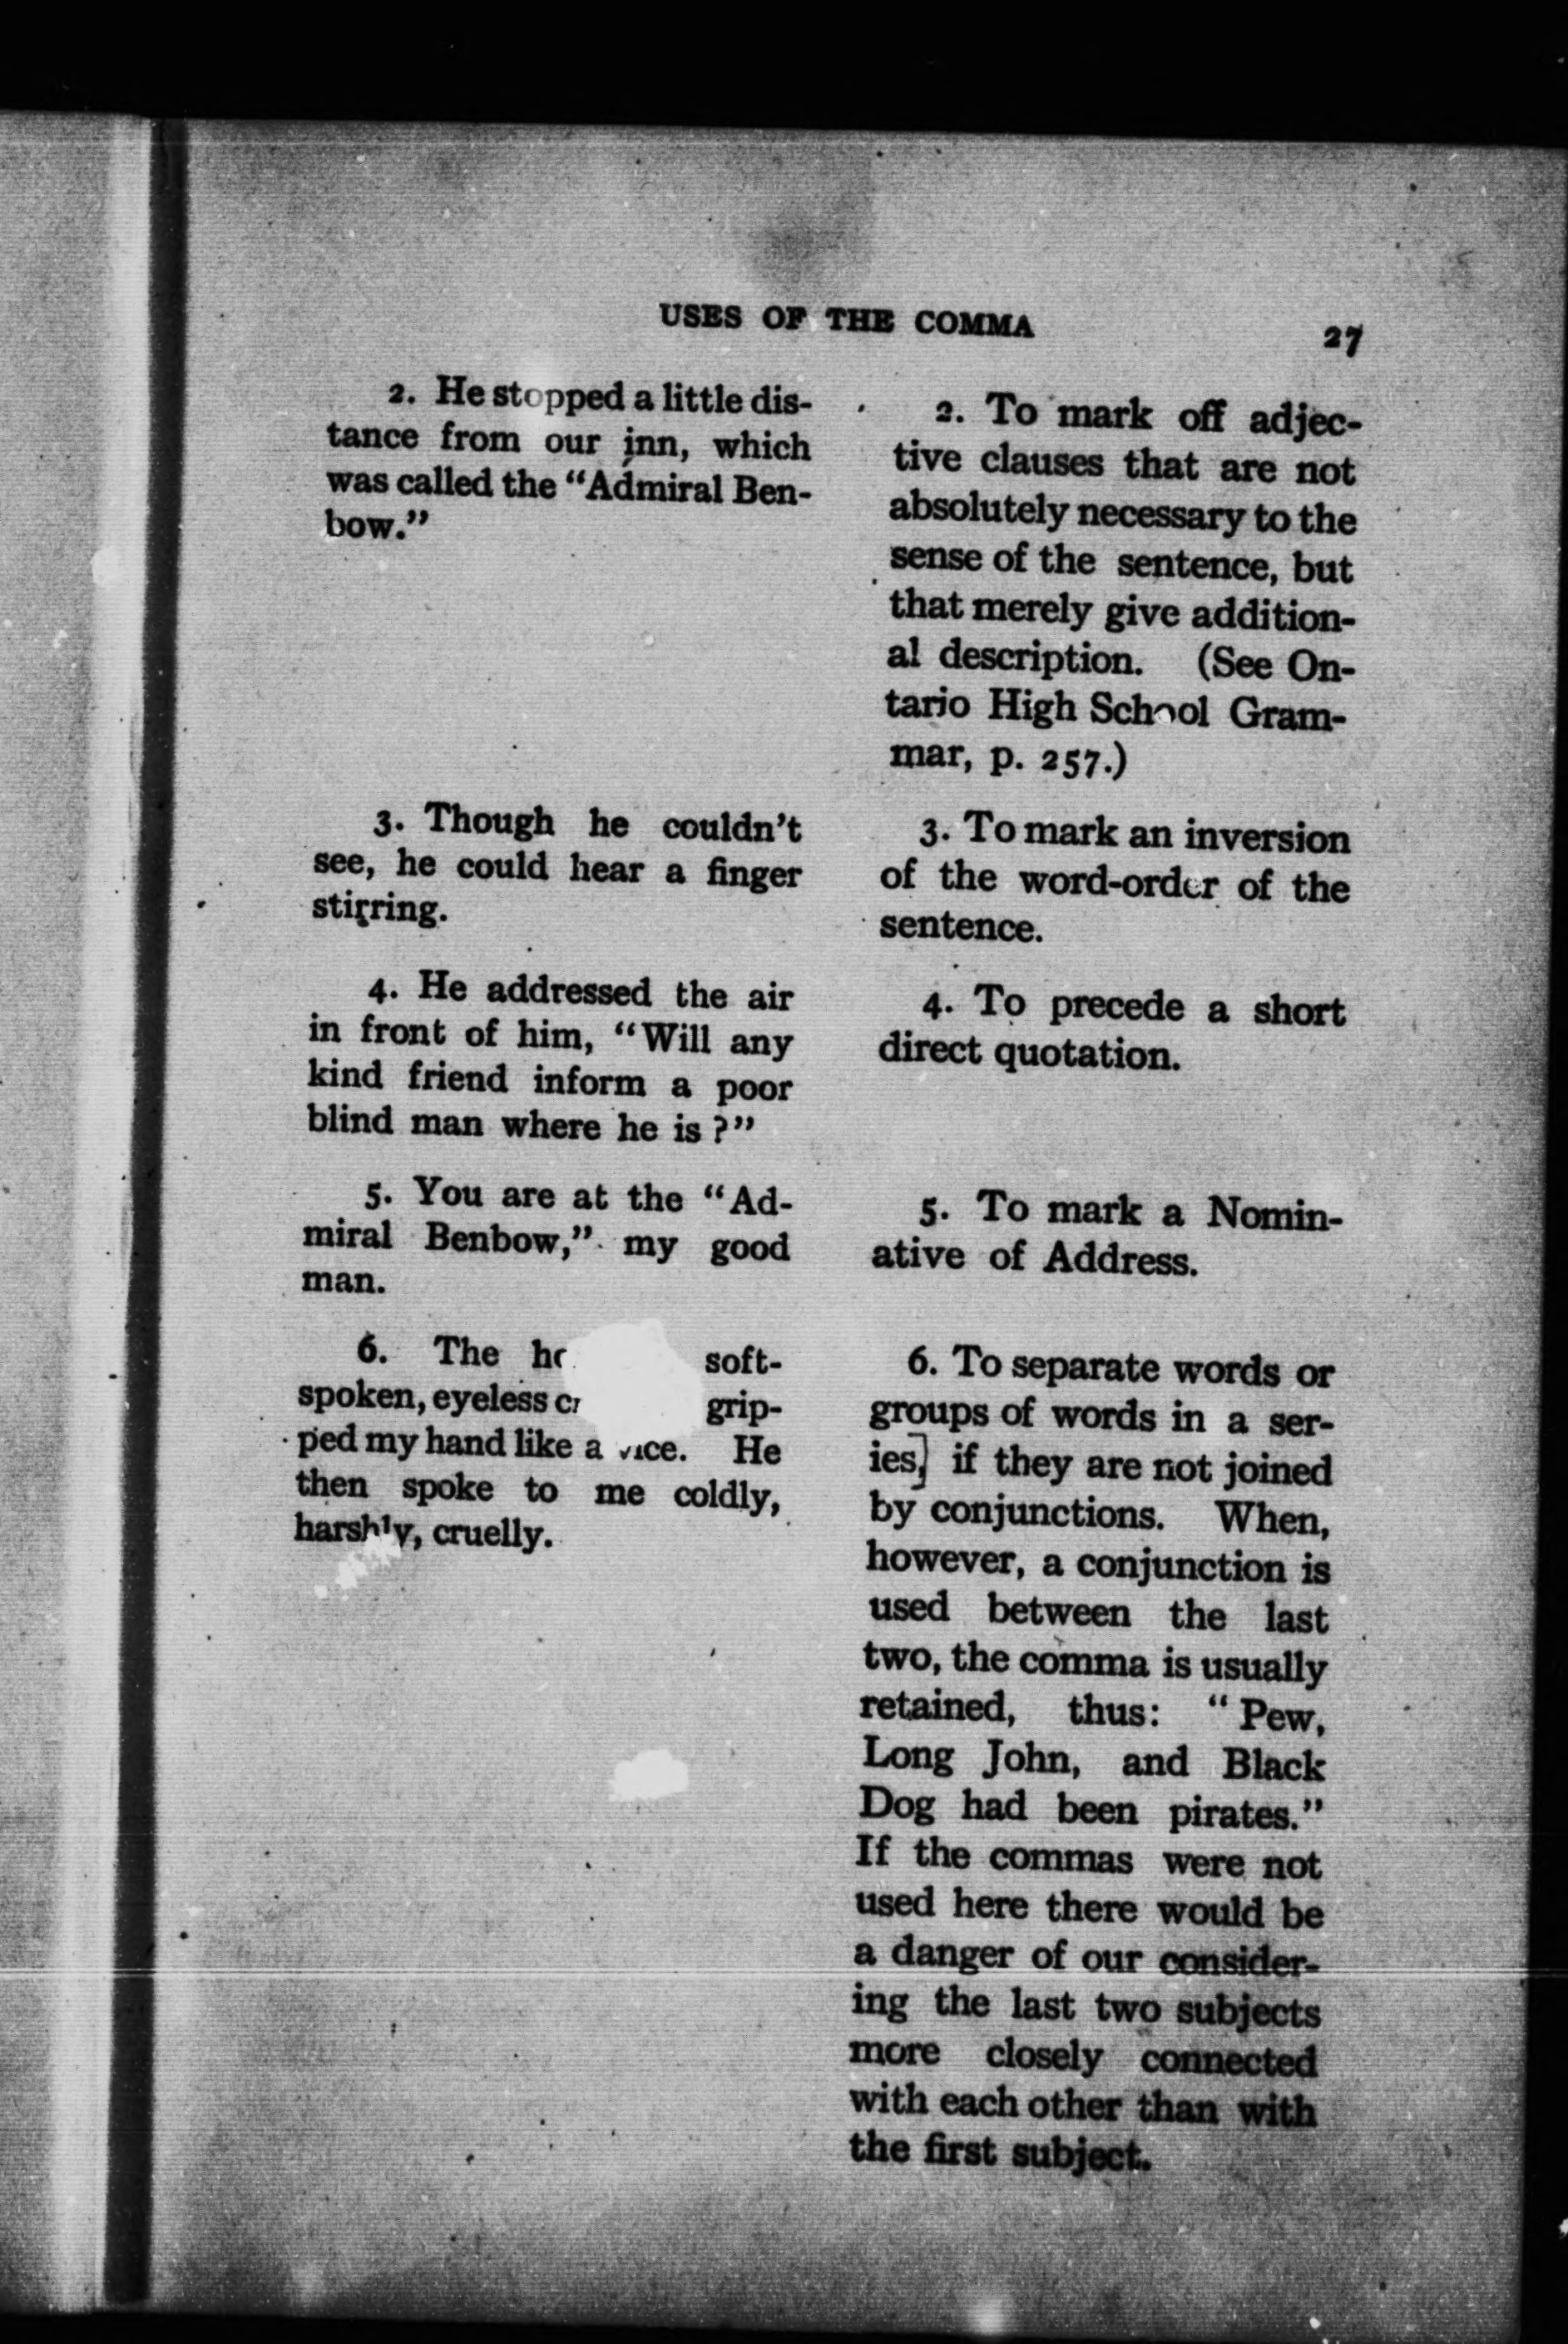 USES OF THE COMMA
27
2. He stopped a little dis-
tance from our inn, which
was called the “Admiral Ben-
bow.”
2. To mark off adjec-
tive clauses that are not
absolutely necessary to the
sense of the sentence, but
that merely give addition-
al description. (See On-
tario High School Gram-
mar, p. 257.)
3. Though he couldn’t
see, he could hear a finger
stirring.
3. To mark an inversion
of the word-order of the
sentence.
4. He addressed the air
in front of him, “Will any
kind friend inform a poor
blind man where he is?”
4. To precede a short
direct quotation.
5. You are at the “Ad-
miral Benbow,” my good
man.
5. To mark a Nomin-
ative of Address.
6. The soft-
spoken, eyeless grip-
ped my hand like a vice. He
then spoke to me coldly,
harshly, cruelly.
6. To separate words or
groups of words in a ser-
ies, if they are not joined
by conjunctions. When,
however, a conjunction is
used between the last
two, the comma is usually
retained, thus: “Pew,
Long John, and Black
Dog had been pirates.”
If the commas were not
used here there would be
a danger of our consider-
ing the last two subjects
more closely connected
with each other than with
the first subject.